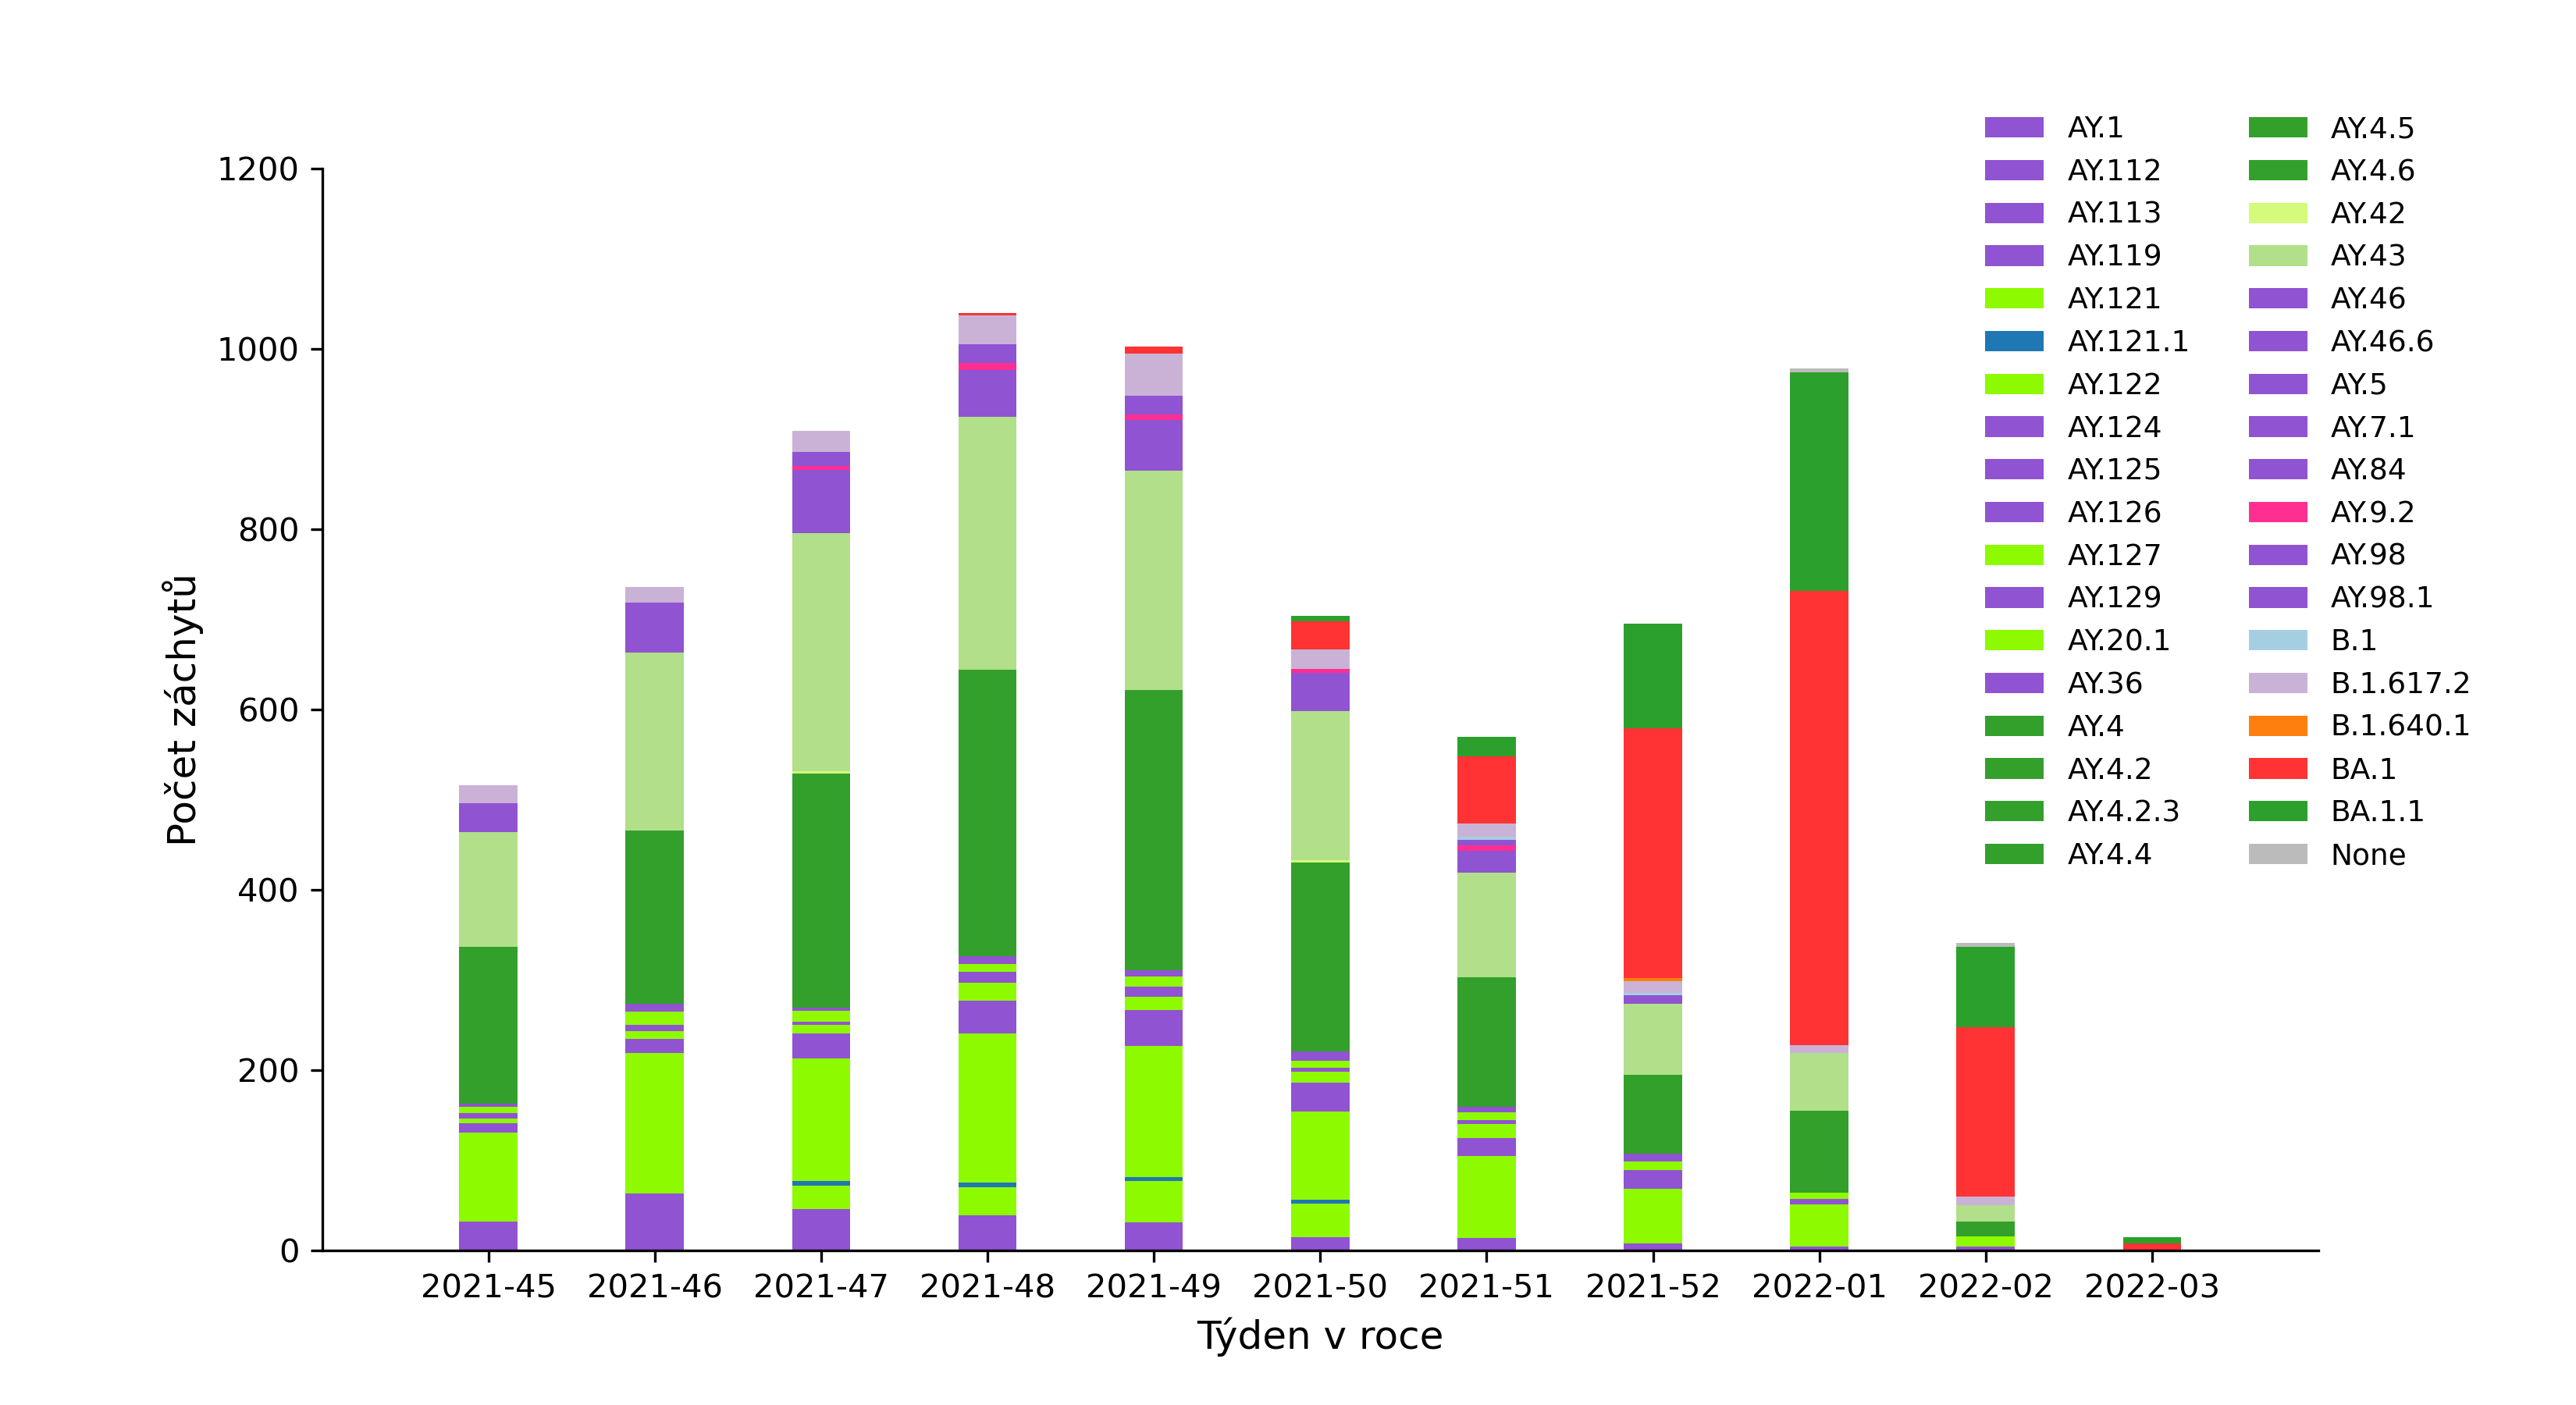 1200
1000
800
600
400
200
0
Počet záchytů
2021-45
2021-46
2021-47
2021-48
2021-49
2021-50
2021-51
2021-52
2022-01
2022-02
2022-03
Týden v roce
AY.1
AY.112
AY.113
AY.119
AY.121
AY.121.1
AY.122
AY.124
AY.125
AY.126
AY.127
AY.129
AY.20.1
AY.36
AY.4
AY.4.2
AY.4.2.3
AY.4.4
AY.4.5
AY.4.6
AY.42
AY.43
AY.46
AY.46.6
AY.5
AY.7.1
AY.84
AY.9.2
AY.98
AY.98.1
B.1
B.1.617.2
B.1.640.1
BA.1
BA.1.1
None